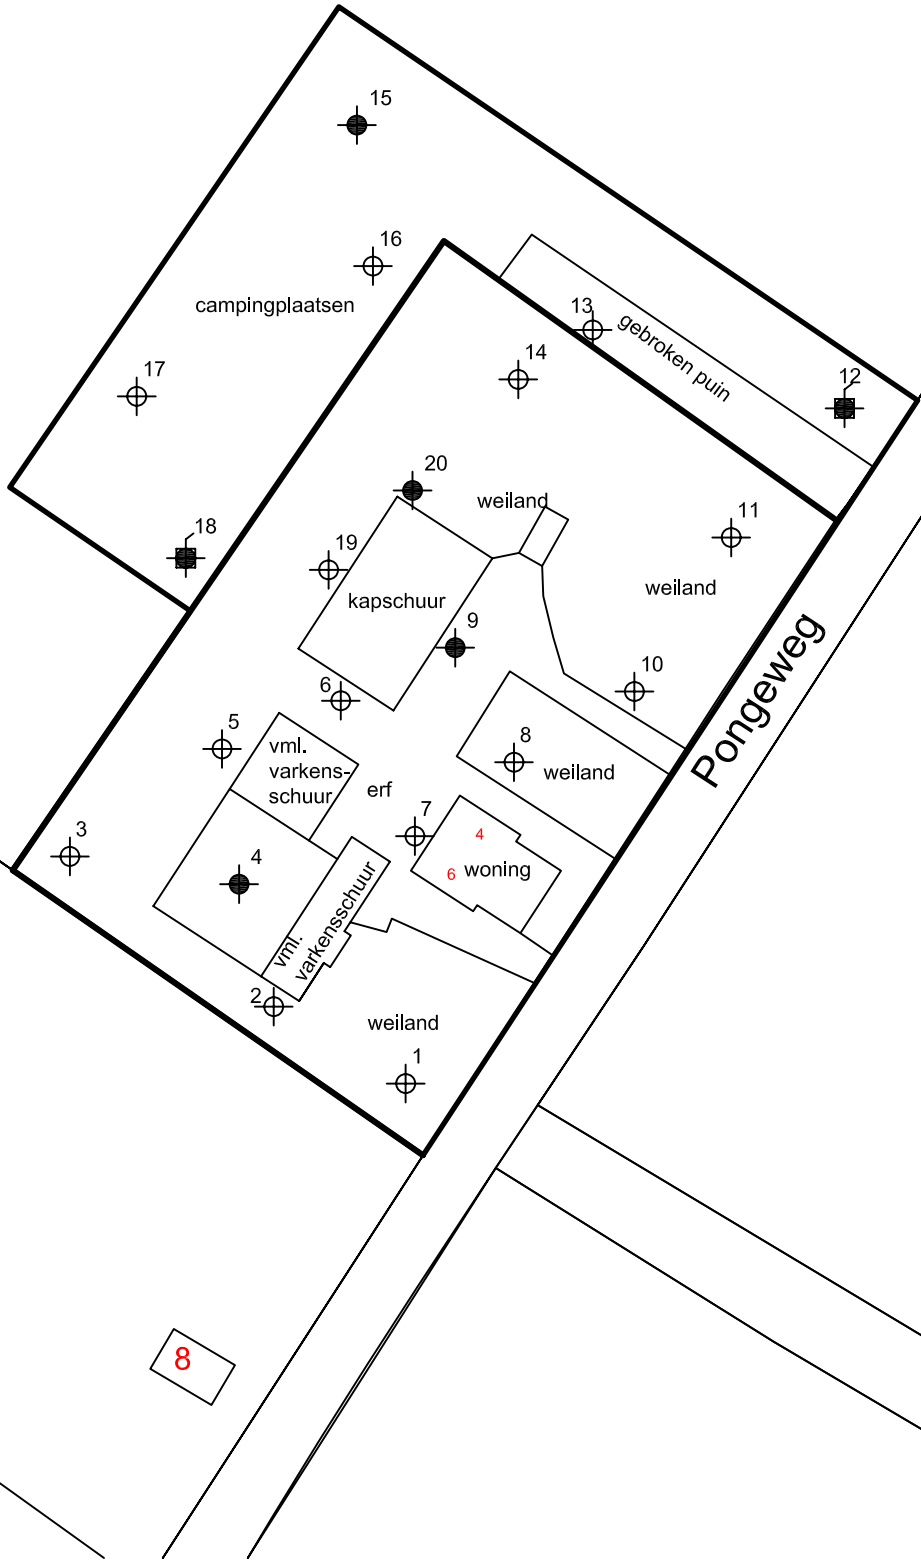 15
16
campingplaatsen
13
gebroken puin
17
14
12
20
weiland
11
18
19
weiland
kapschuur
9
Pongeweg
6
10
5
8
vml.
varkens-
schuur
weiland
erf
7
3
4
4
6
woning
vml.
varkensschuur
2
weiland
1
8